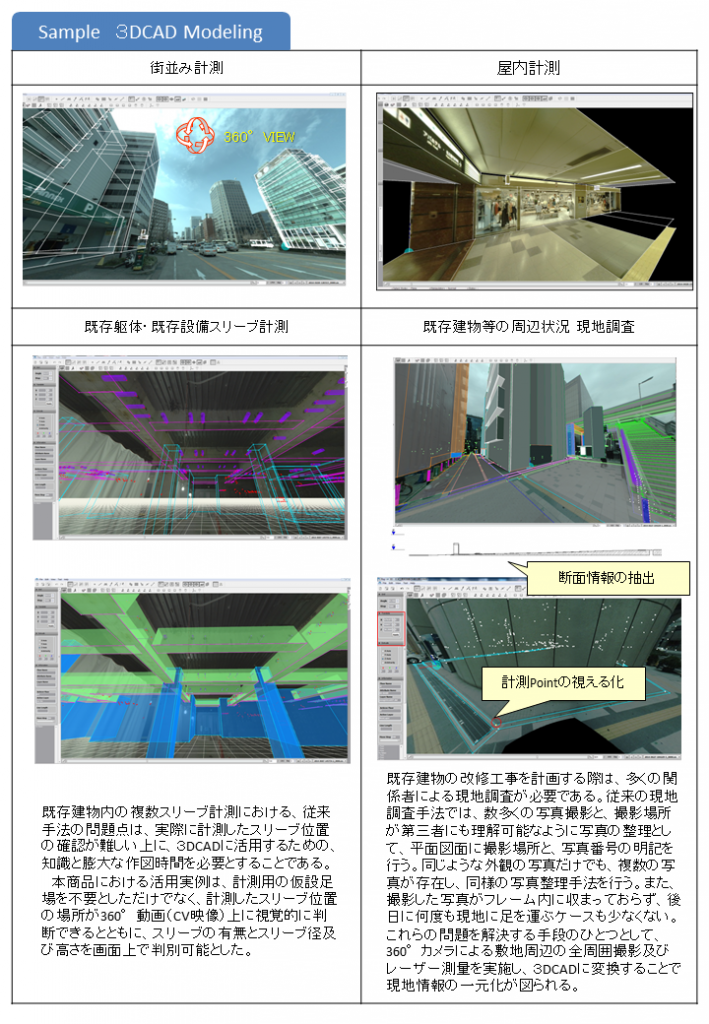 Sample 3DCAD Modeling
街並み計測
屋内計測
360° VIEW
既存躯体・既存設備スリーブ計測
既存建物等の周辺状況 現地調査
断面情報の抽出
計測Pointの視える化
既存建物内の複数スリーブ計測における、従来
手法の問題点は、実際に計測したスリーブ位置
の確認が難しい上に、3DCADに活用するための、
知識と膨大な作図時間を必要とすることである。
本商品における活用実例は、計測用の仮設足
場を不要としただけでなく、計測したスリーブ位置
の場所が360°動画(CV映像)上に視覚的に判
断できるとともに、スリーブの有無とスリーブ径及
び高さを画面上で判別可能とした。
既存建物の改修工事を計画する際は、多くの関
係者による現地調査が必要である。従来の現地
調査手法では、数多くの写真撮影と、撮影場所
が第三者にも理解可能なように写真の整理とし
て、平面図面に撮影場所と、写真番号の明記を
行う。同じような外観の写真だけでも、複数の写
真が存在し、同様の写真整理手法を行う。また、
撮影した写真がフレーム内に収まっておらず、後
日に何度も現地に足を運ぶケースも少なくない。
これらの問題を解決する手段のひとつとして、
360°カメラによる敷地周辺の全周囲撮影及び
レーザー測量を実施し、3DCADに変換することで
現地情報の一元化が図られる。